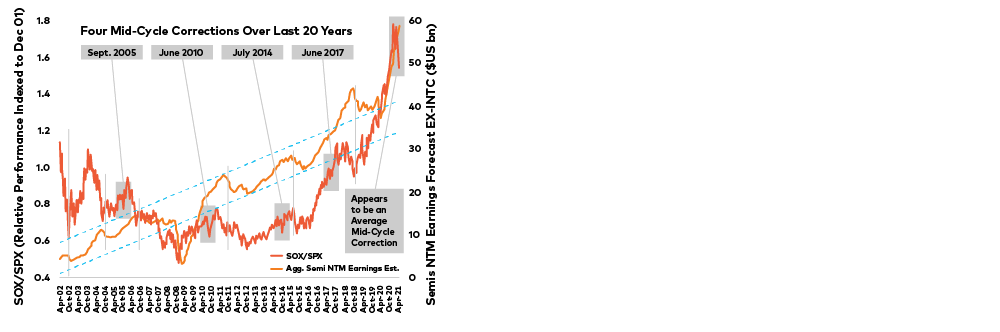 Four Mid-Cycle Corrections Over Last 20 Years
SOX/SPX (Relative Performance Indexed to Dec 01)
1.8
1.6
1.4
1.2
1.0
0.8
0.6
0.4
Sept. 2005
June 2010
July 2014
June 2017
Appears
to be an
Average
Mid-Cycle
Correction
SOX/SPX
Agg. Semi NTM Earnings Est.
60
50
40
30
20
10
0
Semis NTM Earnings Forecast EX-INTC ($US bn)
Apr-02
Oct-02
Apr-03
Oct-03
Apr-04
Oct-04
Apr-05
Oct-05
Apr-06
Oct-06
Apr-07
Oct-07
Apr-08
Oct-08
Apr-09
Oct-09
Apr-10
Oct-10
Apr-11
Oct-11
Apr-12
Oct-12
Apr-13
Oct-13
Apr-14
Oct-14
Apr-15
Oct-15
Apr-16
Oct-16
Apr-17
Oct-17
Apr-18
Oct-18
Apr-19
Oct-19
Apr-20
Oct-20
Apr-21